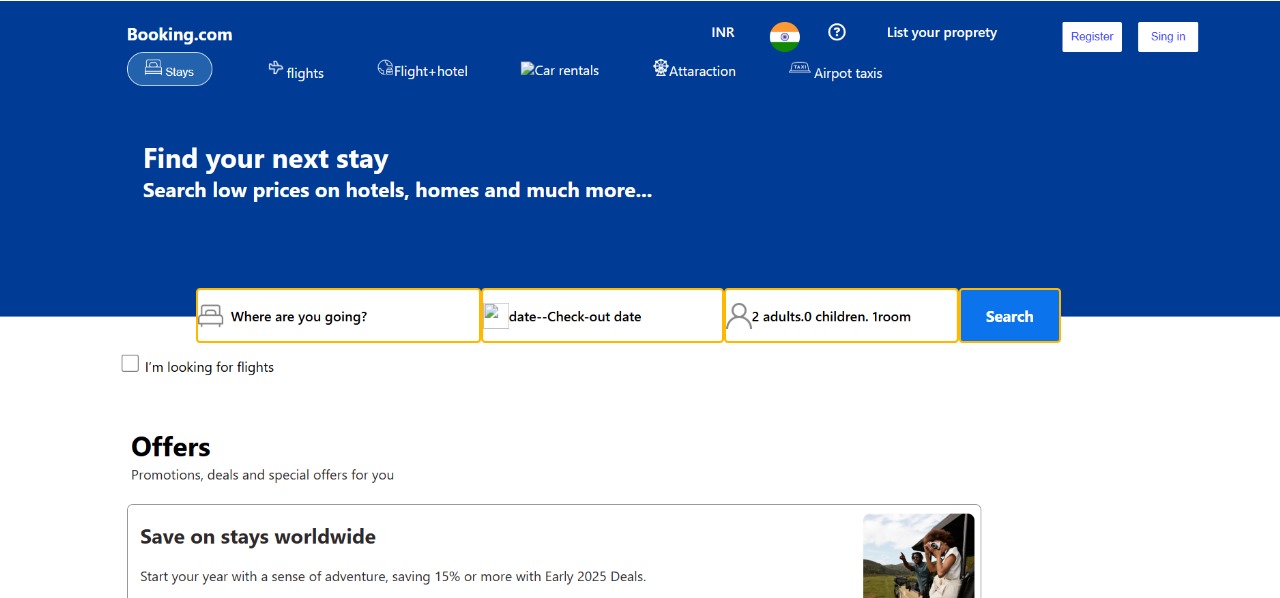 Booking.com INR ? List your proprety Register Sing in
Stays flights Flight+hotel Car rentals Attaraction TAXI Airpot taxis
Find your next stay
Search low prices on hotels, homes and much more...
Where are you going? date--Check-out date 2 adults.0 children. 1room Search
I'm looking for flights
Offers
Promotions, deals and special offers for you
Save on stays worldwide
Start your year with a sense of adventure, saving 15% or more with Early 2025 Deals.